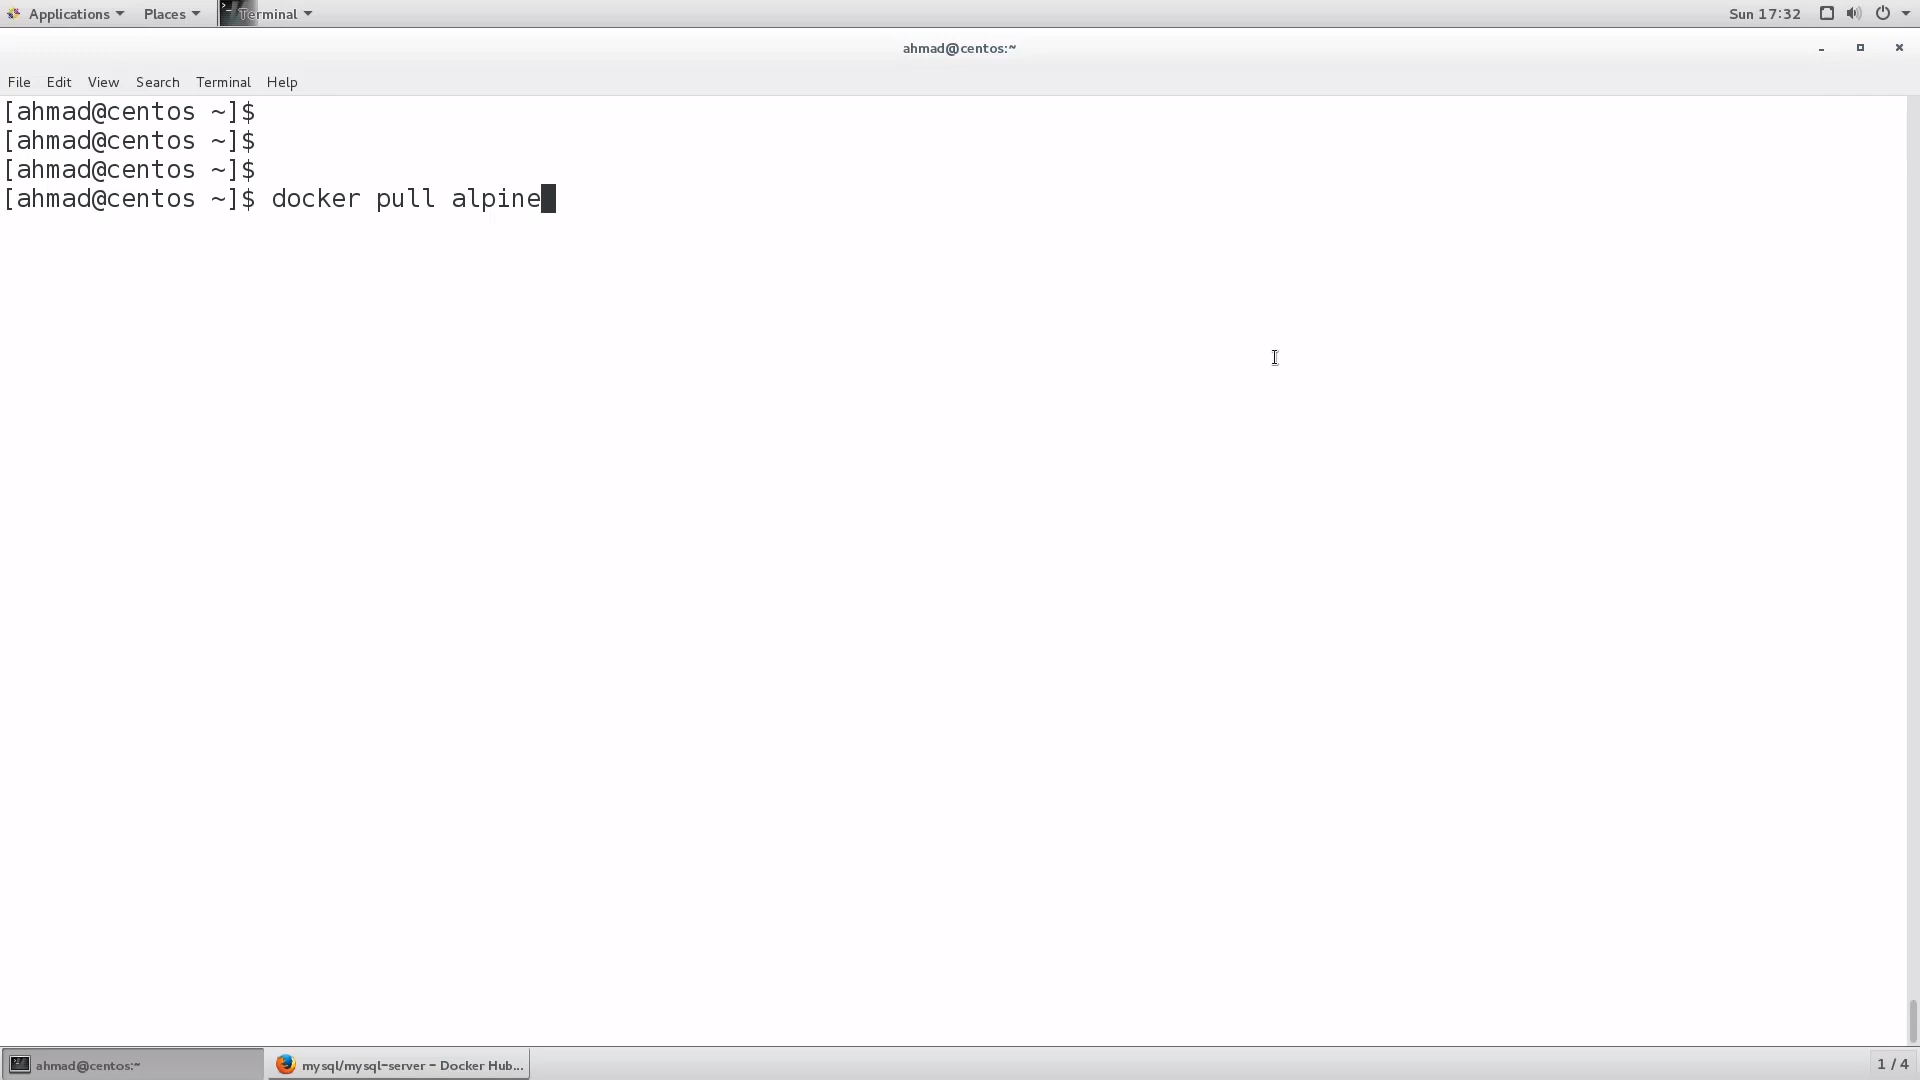 Applications Places Terminal Sun 17:32
ahmad@centos:~
File Edit View Search Terminal Help
[ahmad@centos ~]$
[ahmad@centos ~]$
[ahmad@centos ~]$
[ahmad@centos ~]$ docker pull alpine
ahmad@centos:~ mysql/mysql-server - Docker Hub... 1 / 4